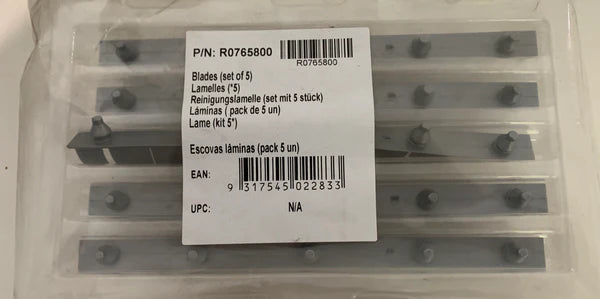 P/N: R0765800
R0765800
Blades (set of 5)
Lamelles (*5)
Reinigungslamelle (set mit 5 stück)
Láminas ( pack de 5 un)
Lame (kit 5*)
Escovas lâminas (pack 5 un)
EAN:
9 317545 022833
UPC: N/A